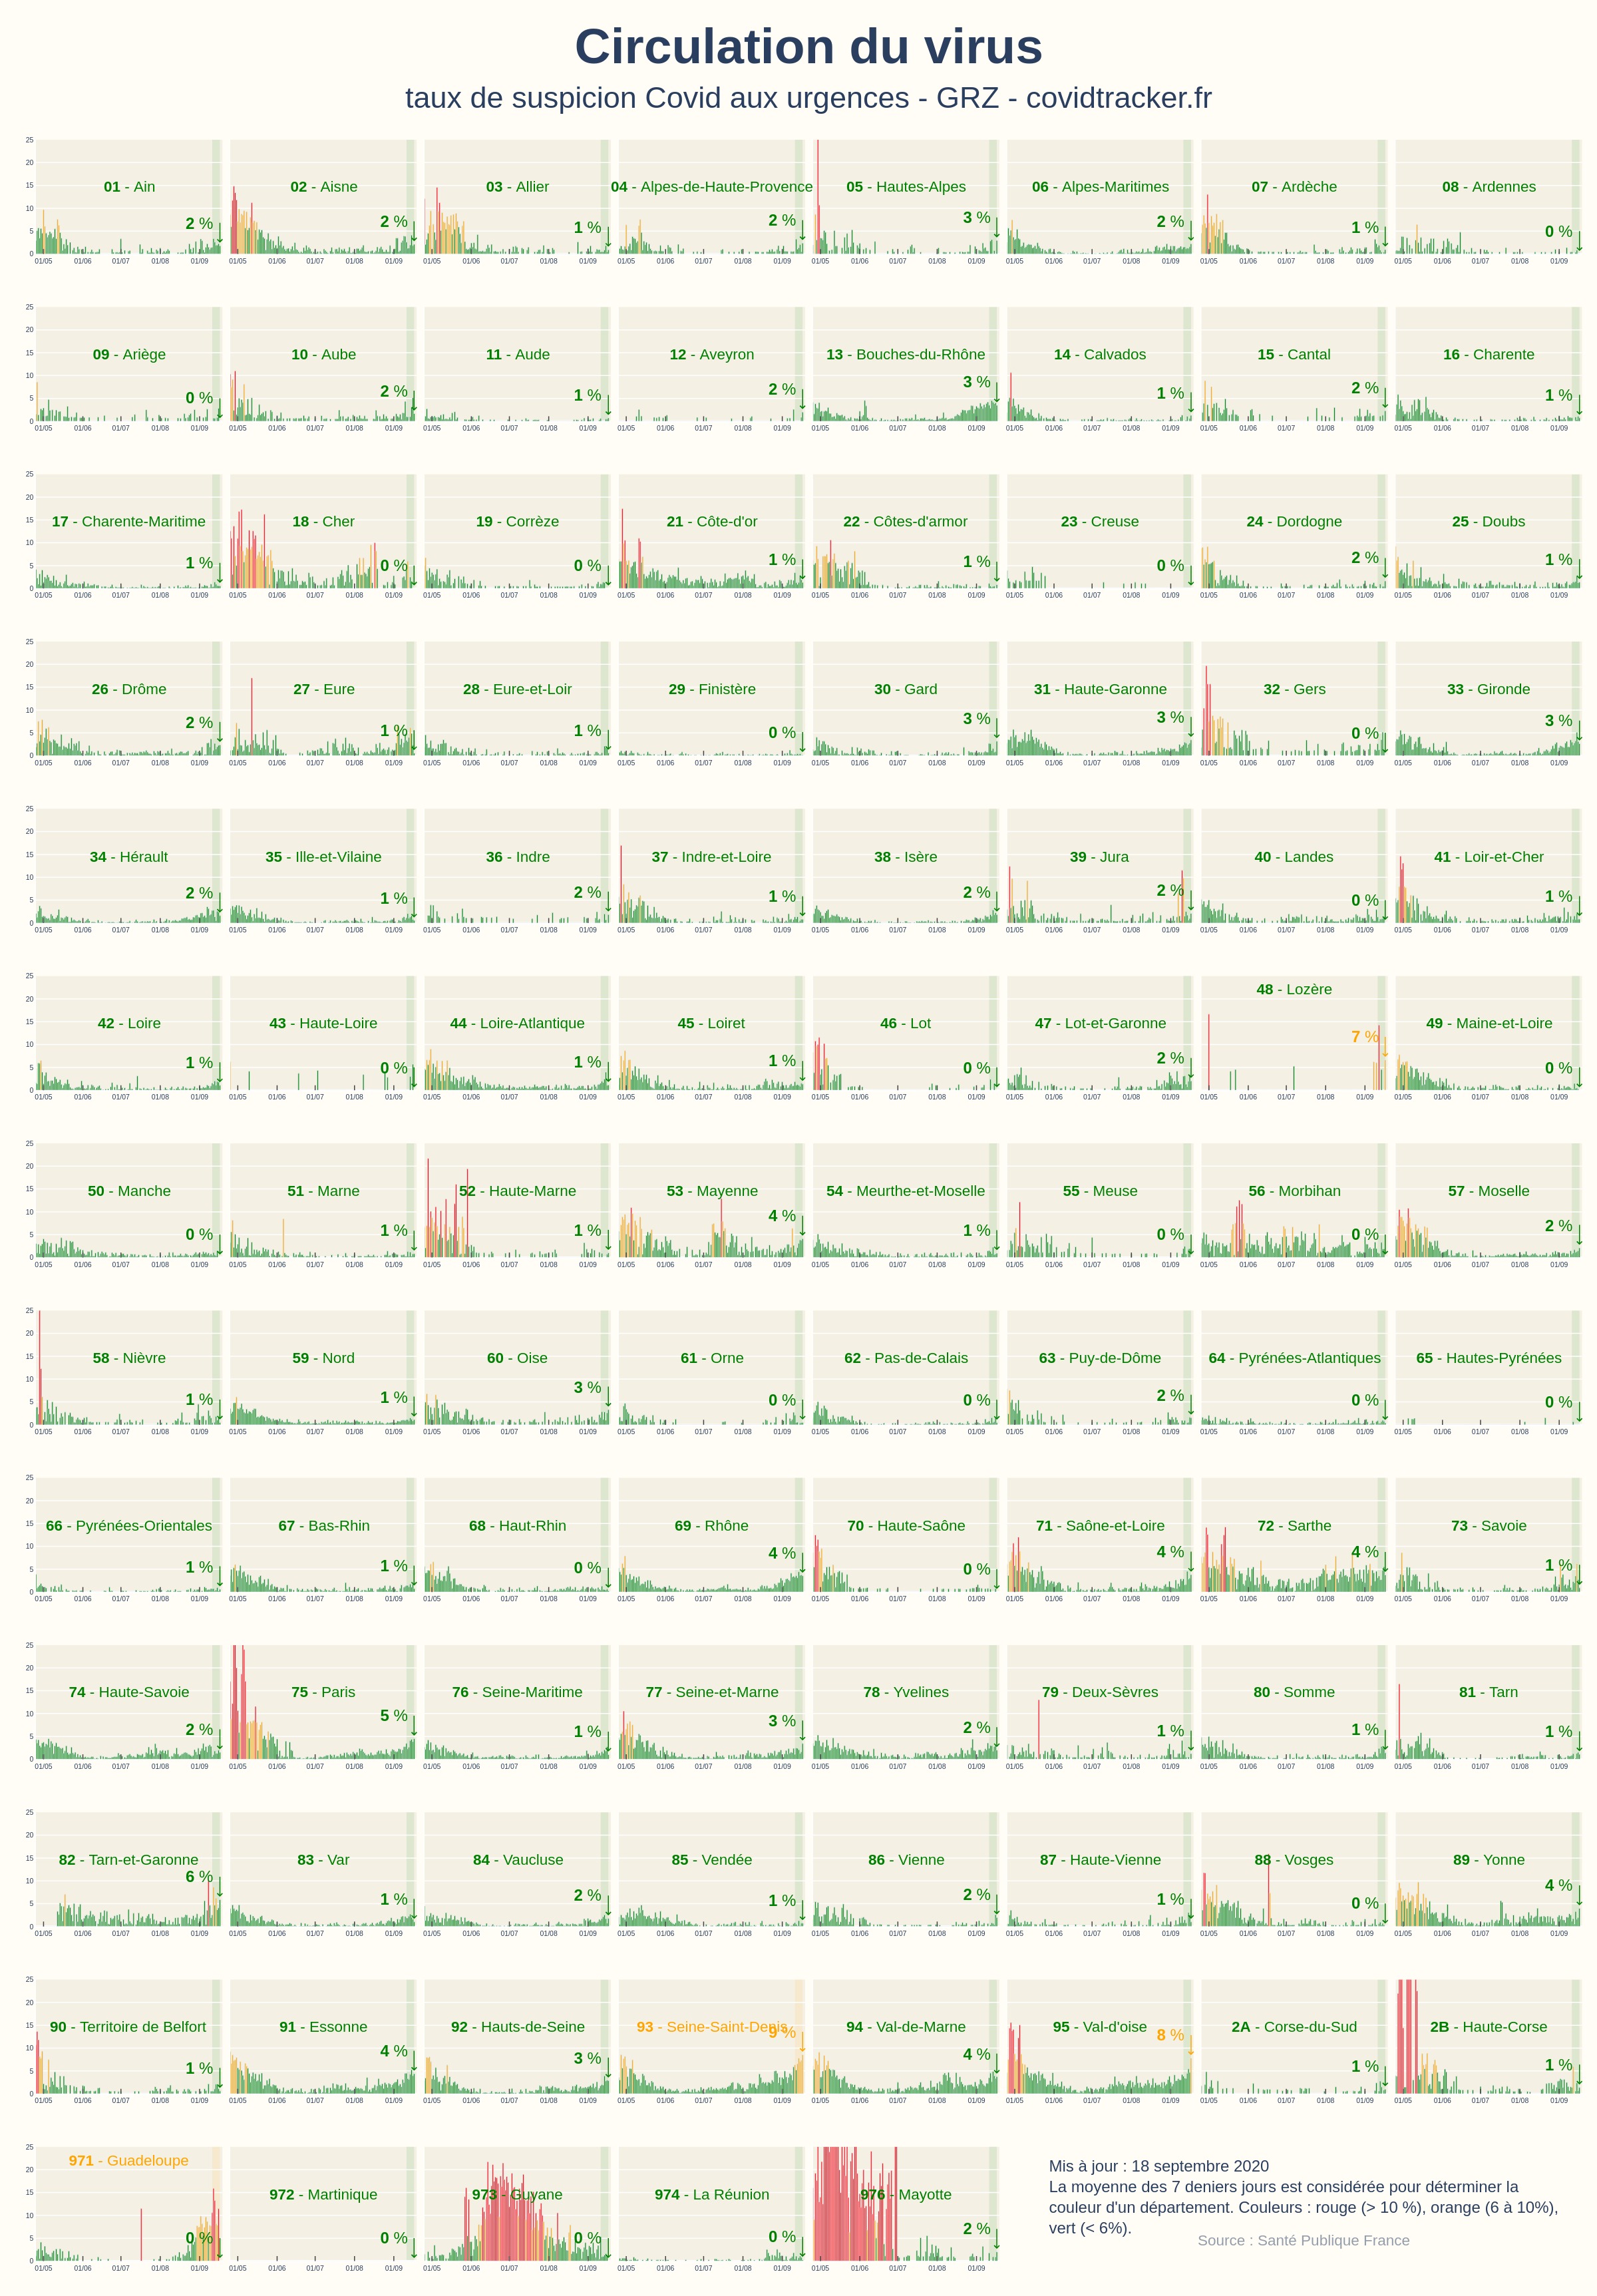 Circulation du virus
taux de suspicion Covid aux urgences - GRZ - covidtracker.fr
25
20
15
10
5
0
01 - Ain
2 %
02 - Aisne
2 %
03 - Allier
1 %
04 - Alpes-de-Haute-Provence
2 %
05 - Hautes-Alpes
3 %
06 - Alpes-Maritimes
2 %
07 - Ardèche
1 %
08 - Ardennes
0 %
01/05 01/06 01/07 01/08 01/09
09 - Ariège
0 %
10 - Aube
2 %
11 - Aude
1 %
12 - Aveyron
2 %
13 - Bouches-du-Rhône
3 %
14 - Calvados
1 %
15 - Cantal
2 %
16 - Charente
1 %
17 - Charente-Maritime
1 %
18 - Cher
0 %
19 - Corrèze
0 %
21 - Côte-d'or
1 %
22 - Côtes-d'armor
1 %
23 - Creuse
0 %
24 - Dordogne
2 %
25 - Doubs
1 %
26 - Drôme
2 %
27 - Eure
1 %
28 - Eure-et-Loir
1 %
29 - Finistère
0 %
30 - Gard
3 %
31 - Haute-Garonne
3 %
32 - Gers
0 %
33 - Gironde
3 %
34 - Hérault
2 %
35 - Ille-et-Vilaine
1 %
36 - Indre
2 %
37 - Indre-et-Loire
1 %
38 - Isère
2 %
39 - Jura
2 %
40 - Landes
0 %
41 - Loir-et-Cher
1 %
42 - Loire
1 %
43 - Haute-Loire
0 %
44 - Loire-Atlantique
1 %
45 - Loiret
1 %
46 - Lot
0 %
47 - Lot-et-Garonne
2 %
48 - Lozère
7 %
49 - Maine-et-Loire
0 %
50 - Manche
0 %
51 - Marne
1 %
52 - Haute-Marne
1 %
53 - Mayenne
4 %
54 - Meurthe-et-Moselle
1 %
55 - Meuse
0 %
56 - Morbihan
0 %
57 - Moselle
2 %
58 - Nièvre
1 %
59 - Nord
1 %
60 - Oise
3 %
61 - Orne
0 %
62 - Pas-de-Calais
0 %
63 - Puy-de-Dôme
2 %
64 - Pyrénées-Atlantiques
0 %
65 - Hautes-Pyrénées
0 %
66 - Pyrénées-Orientales
1 %
67 - Bas-Rhin
1 %
68 - Haut-Rhin
0 %
69 - Rhône
4 %
70 - Haute-Saône
0 %
71 - Saône-et-Loire
4 %
72 - Sarthe
4 %
73 - Savoie
1 %
74 - Haute-Savoie
2 %
75 - Paris
5 %
76 - Seine-Maritime
1 %
77 - Seine-et-Marne
3 %
78 - Yvelines
2 %
79 - Deux-Sèvres
1 %
80 - Somme
1 %
81 - Tarn
1 %
82 - Tarn-et-Garonne
6 %
83 - Var
1 %
84 - Vaucluse
2 %
85 - Vendée
1 %
86 - Vienne
2 %
87 - Haute-Vienne
1 %
88 - Vosges
0 %
89 - Yonne
4 %
90 - Territoire de Belfort
1 %
91 - Essonne
4 %
92 - Hauts-de-Seine
3 %
93 - Seine-Saint-Denis
9 %
94 - Val-de-Marne
4 %
95 - Val-d'oise
8 %
2A - Corse-du-Sud
1 %
2B - Haute-Corse
1 %
971 - Guadeloupe
0 %
972 - Martinique
0 %
973 - Guyane
0 %
974 - La Réunion
0 %
976 - Mayotte
2 %
Mis à jour : 18 septembre 2020
La moyenne des 7 deniers jours est considérée pour déterminer la
couleur d'un département. Couleurs : rouge (> 10 %), orange (6 à 10%),
vert (< 6%).
Source : Santé Publique France